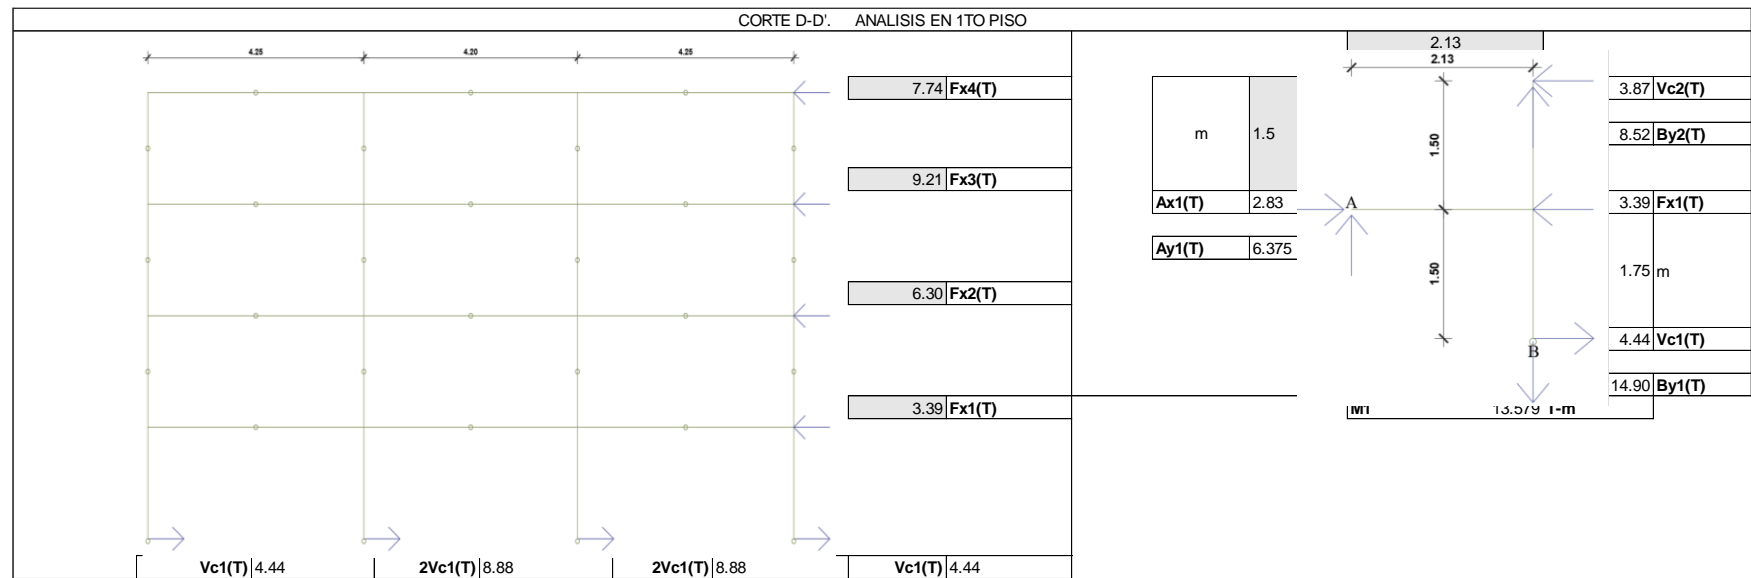 CORTE D-D'. ANALISIS EN 1TO PISO
4.25 4.20 4.25
7.74 Fx4(T)
9.21 Fx3(T)
6.30 Fx2(T)
3.39 Fx1(T)
Vc1(T) 4.44 2Vc1(T) 8.88 2Vc1(T) 8.88 Vc1(T) 4.44
2.13
2.13
m 1.5
1.50
3.87 Vc2(T)
8.52 By2(T)
Ax1(T) 2.83
A
3.39 Fx1(T)
Ay1(T) 6.375
1.50
1.75 m
4.44 Vc1(T)
B
14.90 By1(T)
M1 13.579 T-m